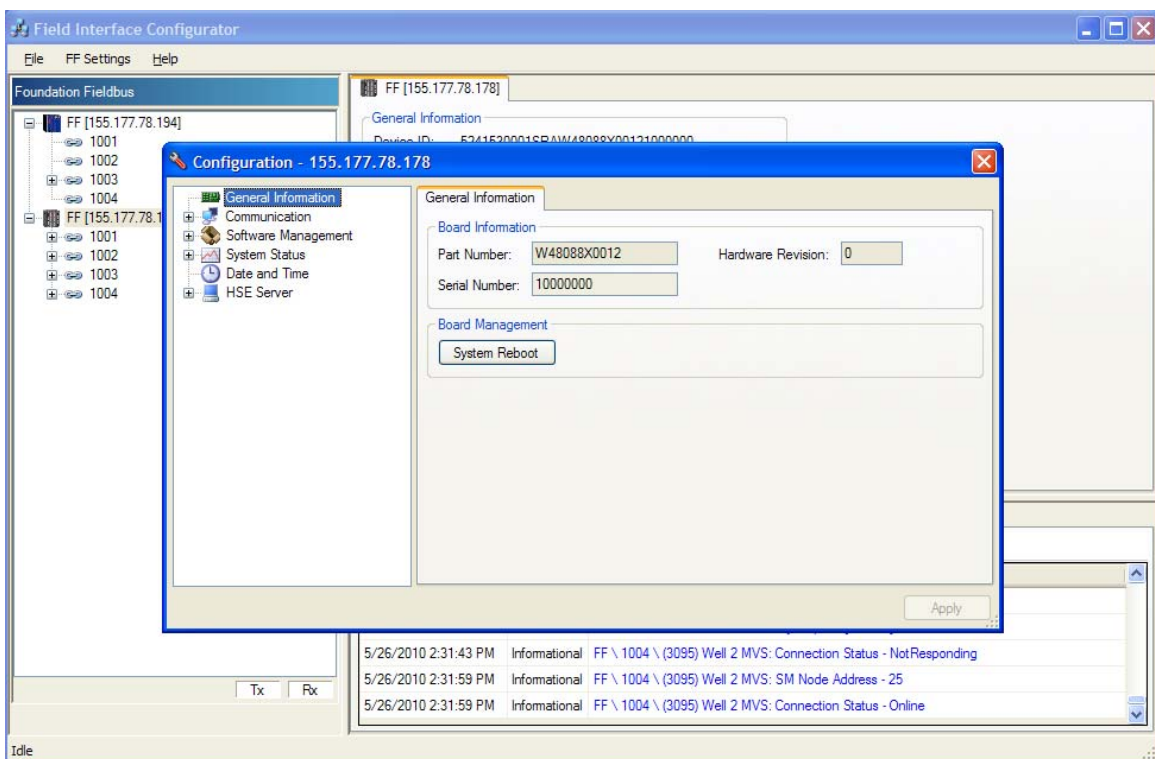 Field Interface Configurator
File FF Settings Help
Foundation Fieldbus
FF [155.177.78.194]
1001
1002
1003
1004
FF [155.177.78.1
1001
1002
1003
1004
Tx Rx
FF [155.177.78.178]
General Information
Configuration - 155.177.78.178
General Information
Communication
Software Management
System Status
Date and Time
HSE Server
General Information
Board Information
Part Number: W48088X0012 Hardware Revision: 0
Serial Number: 10000000
Board Management
System Reboot
Apply
5/26/2010 2:31:43 PM Informational FF \ 1004 \ (3095) Well 2 MVS: Connection Status - NotResponding
5/26/2010 2:31:59 PM Informational FF \ 1004 \ (3095) Well 2 MVS: SM Node Address - 25
5/26/2010 2:31:59 PM Informational FF \ 1004 \ (3095) Well 2 MVS: Connection Status - Online
Idle